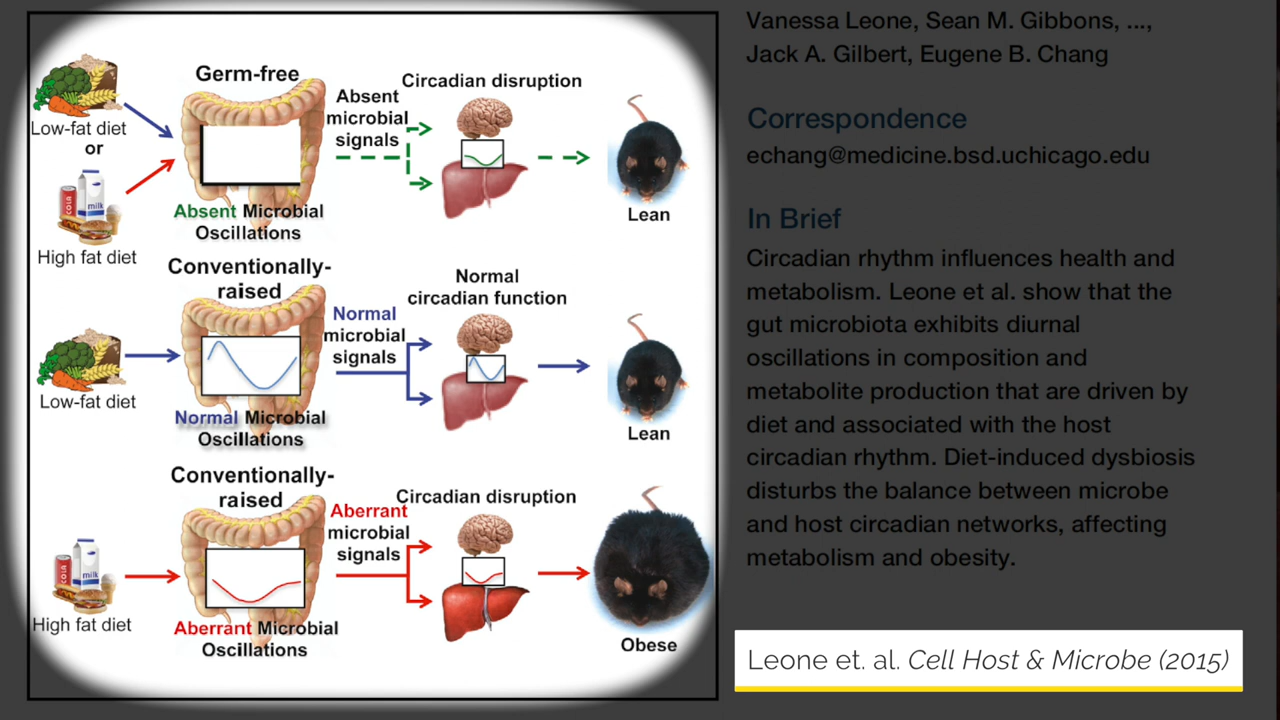 Low-fat diet
or
High fat diet
Germ-free
Absent Microbial
Oscillations
Absent
microbial
signals
Circadian disruption
Lean
Low-fat diet
Conventionally-
raised
Normal Microbial
Oscillations
Normal
microbial
signals
Normal
circadian function
Lean
COLA
milk
High fat diet
Conventionally-
raised
Aberrant Microbial
Oscillations
Aberrant
microbial
signals
Circadian disruption
Obese
COLA
milk
Vanessa Leone, Sean M. Gibbons, ...,
Jack A. Gilbert, Eugene B. Chang
Correspondence
echang@medicine.bsd.uchicago.edu
In Brief
Circadian rhythm influences health and
metabolism. Leone et al. show that the
gut microbiota exhibits diurnal
oscillations in composition and
metabolite production that are driven by
diet and associated with the host
circadian rhythm. Diet-induced dysbiosis
disturbs the balance between microbe
and host circadian networks, affecting
metabolism and obesity.
Leone et. al. Cell Host & Microbe (2015)